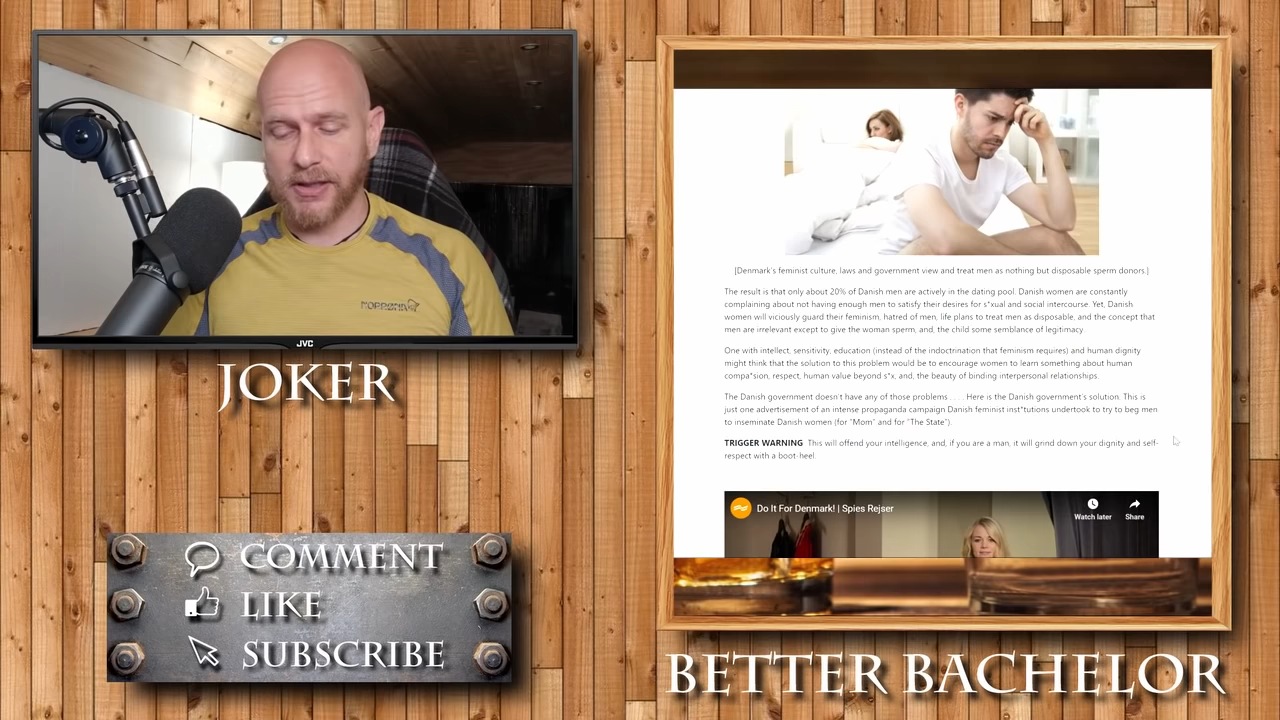 JVC
JOKER
COMMENT
LIKE
SUBSCRIBE
[Denmark's feminist culture, laws and government view and treat men as nothing but disposable sperm donors.]
The result is that only about 20% of Danish men are actively in the dating pool. Danish women are constantly
complaining about not having enough men to satisfy their desires for s*xual and social intercourse. Yet, Danish
women will viciously guard their feminism, hatred of men, life plans to treat men as disposable, and the concept that
men are irrelevant except to give the woman sperm, and, the child some semblance of legitimacy.
One with intellect, sensitivity, education (instead of the indoctrination that feminism requires) and human dignity
might think that the solution to this problem would be to encourage women to learn something about human
compa*sion, respect, human value beyond s*x, and, the beauty of binding interpersonal relationships.
The Danish government doesn't have any of those problems . . . . Here is the Danish government's solution. This is
just one advertisement of an intense propaganda campaign Danish feminist inst*tutions undertook to try to beg men
to inseminate Danish women (for "Mom" and for "The State").
TRIGGER WARNING This will offend your intelligence, and, if you are a man, it will grind down your dignity and self-
respect with a boot-heel.
Do It For Denmark! | Spies Rejser
Watch later
Share
BETTER BACHELOR